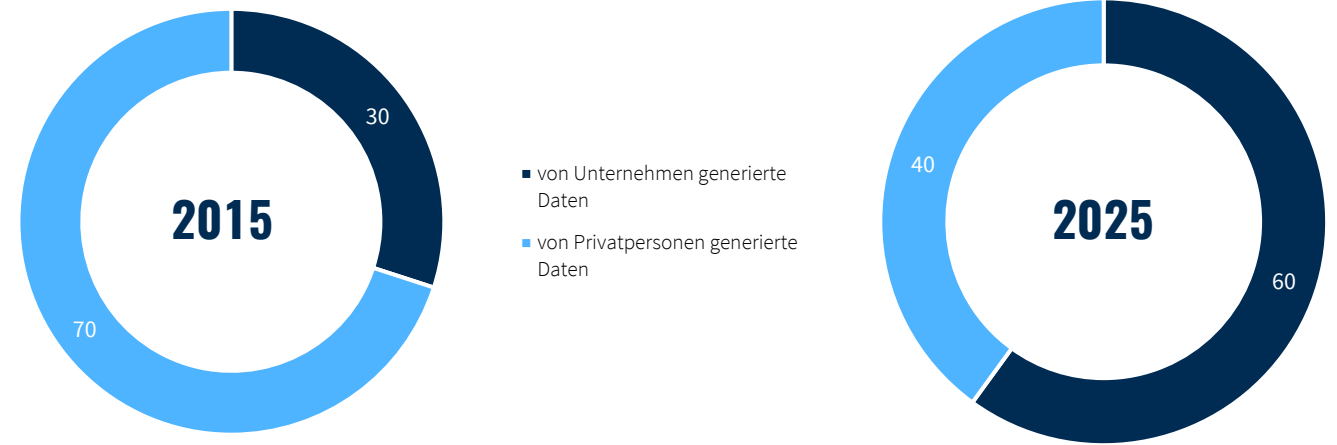 30
70
2015
von Unternehmen generierte
Daten
von Privatpersonen generierte
Daten
40
60
2025